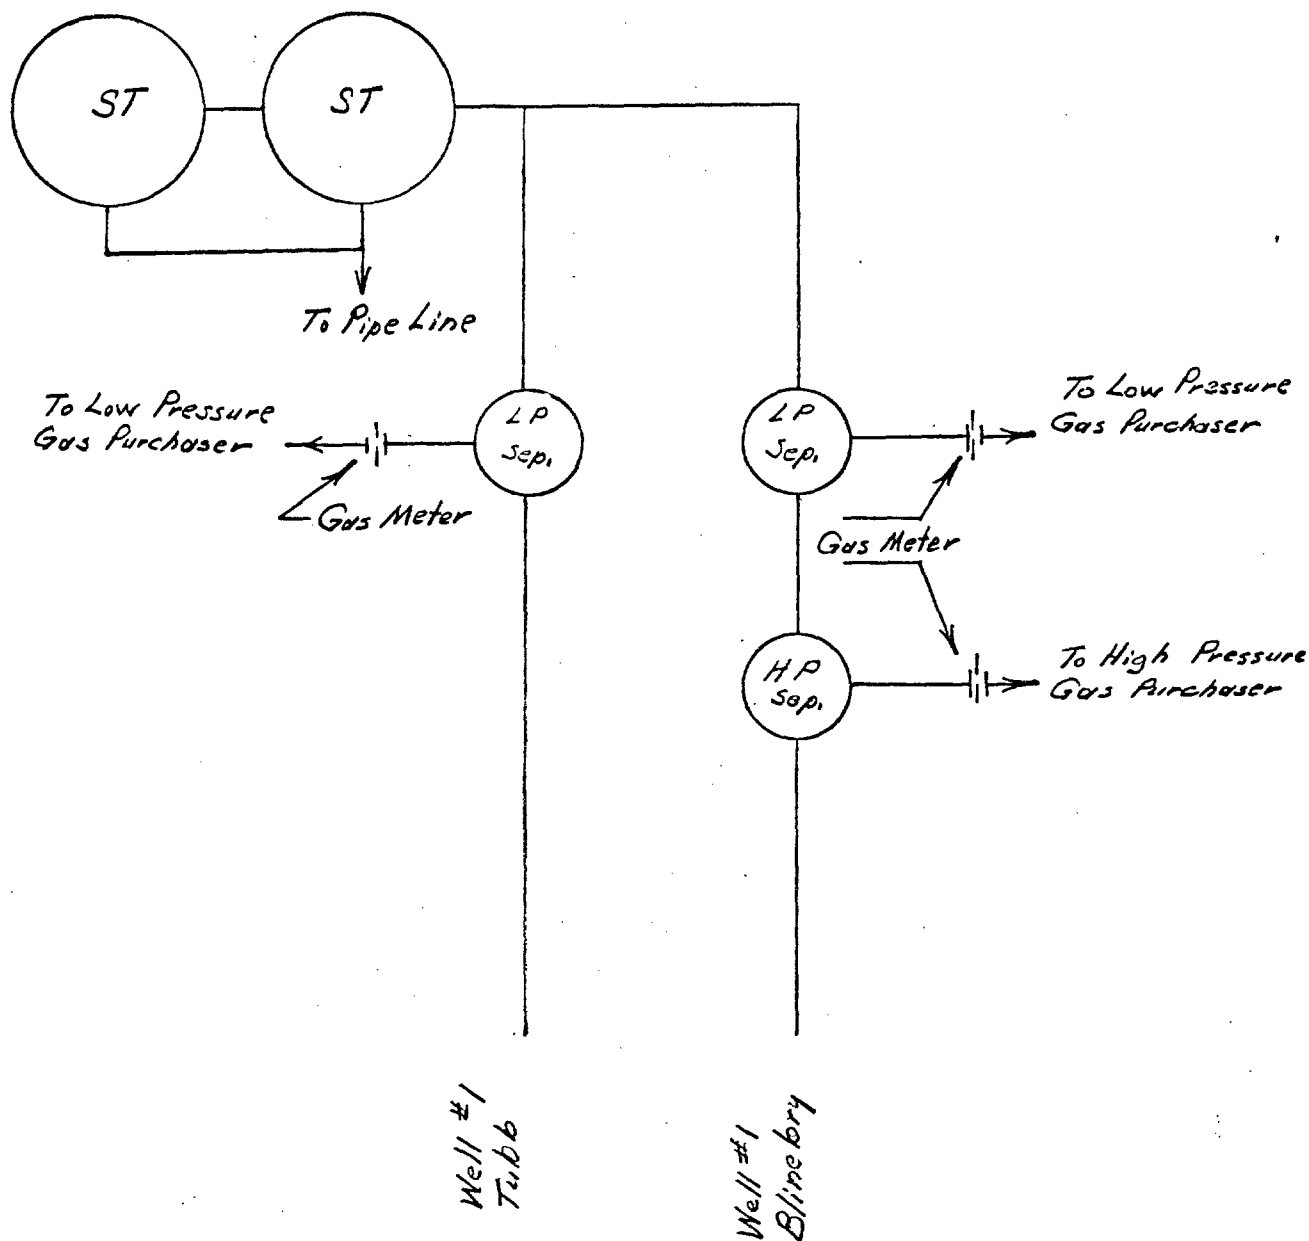 ST
ST
To Pipe Line
To Low Pressure
Gas Purchaser
LP
Sep.
Gas Meter
LP
Sep.
To Low Pressure
Gas Purchaser
Gas Meter
HP
Sep.
To High Pressure
Gas Purchaser
Well #1
Tubb
Well #1
Blinebry